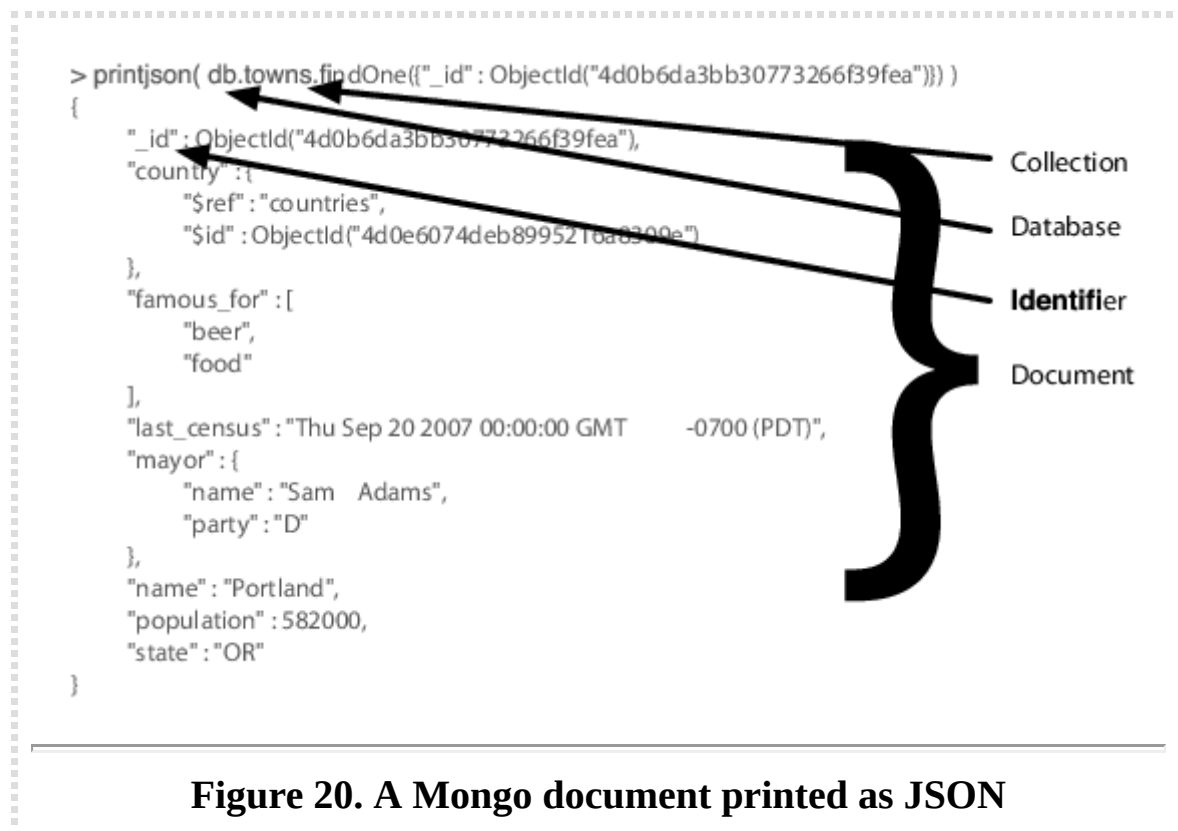 > printjson( db.towns.findOne({"_id" : ObjectId("4d0b6da3bb30773266f39fea")}) )
{
"_id" : ObjectId("4d0b6da3bb30773266f39fea"),
"country" : {
"$ref" : "countries",
"$id" : ObjectId("4d0e6074deb8995216a8309e")
},
"famous_for" : [
"beer",
"food"
],
"last_census" : "Thu Sep 20 2007 00:00:00 GMT -0700 (PDT)",
"mayor" : {
"name" : "Sam Adams",
"party" : "D"
},
"name" : "Portland",
"population" : 582000,
"state" : "OR"
}
Collection
Database
Identifier
Document
Figure 20. A Mongo document printed as JSON